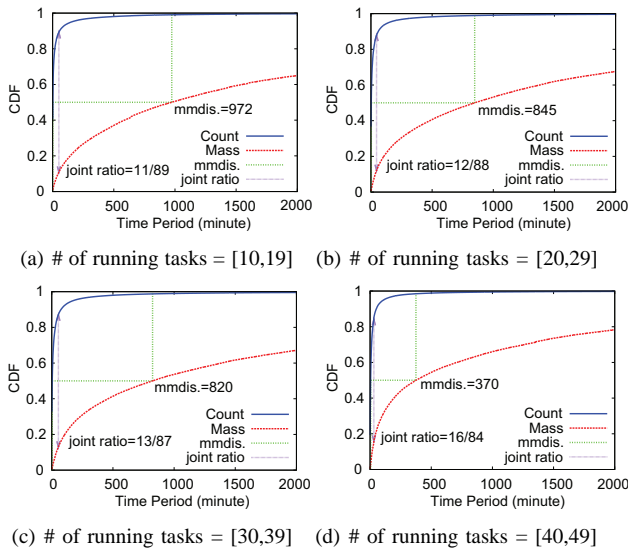 1
0.8
0.6
0.4
0.2
0
CDF
mmdis.=972
Count
Mass
mmdis.
joint ratio
joint ratio=11/89
0 500 1000 1500 2000
Time Period (minute)
(a) # of running tasks = [10,19]
1
0.8
0.6
0.4
0.2
0
CDF
mmdis.=845
Count
Mass
mmdis.
joint ratio
joint ratio=12/88
0 500 1000 1500 2000
Time Period (minute)
(b) # of running tasks = [20,29]
1
0.8
0.6
0.4
0.2
0
CDF
mmdis.=820
Count
Mass
mmdis.
joint ratio
joint ratio=13/87
0 500 1000 1500 2000
Time Period (minute)
(c) # of running tasks = [30,39]
1
0.8
0.6
0.4
0.2
0
CDF
mmdis.=370
Count
Mass
mmdis.
joint ratio
joint ratio=16/84
0 500 1000 1500 2000
Time Period (minute)
(d) # of running tasks = [40,49]